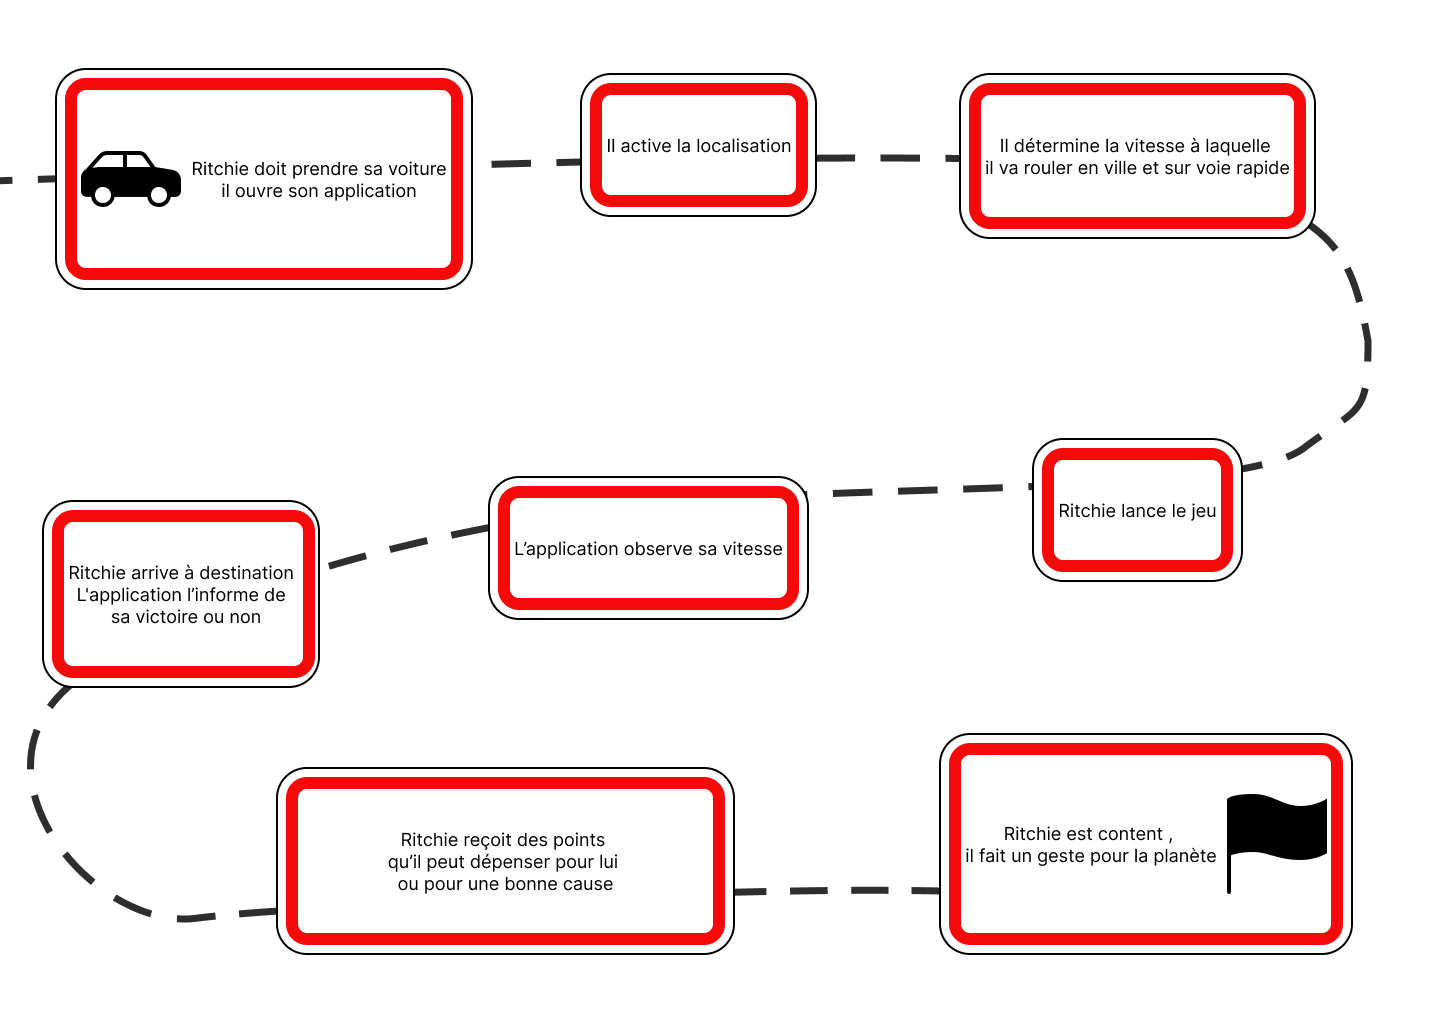 Ritchie doit prendre sa voiture
il ouvre son application
Il active la localisation
Il détermine la vitesse à laquelle
il va rouler en ville et sur voie rapide
Ritchie lance le jeu
L’application observe sa vitesse
Ritchie arrive à destination
L'application l’informe de
sa victoire ou non
Ritchie reçoit des points
qu’il peut dépenser pour lui
ou pour une bonne cause
Ritchie est content ,
il fait un geste pour la planète